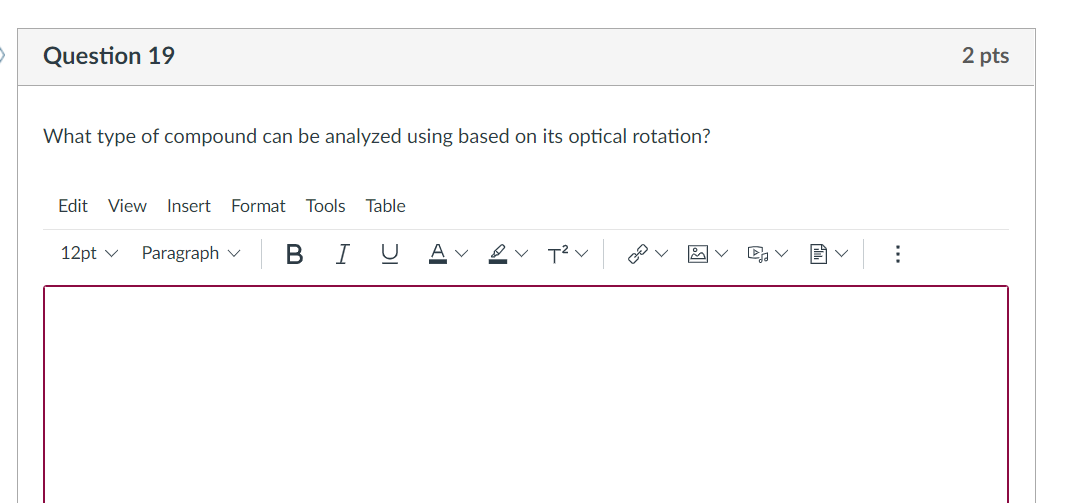 Question 19 2 pts
What type of compound can be analyzed using based on its optical rotation?
Edit View Insert Format Tools Table
12pt Paragraph B I U A T²